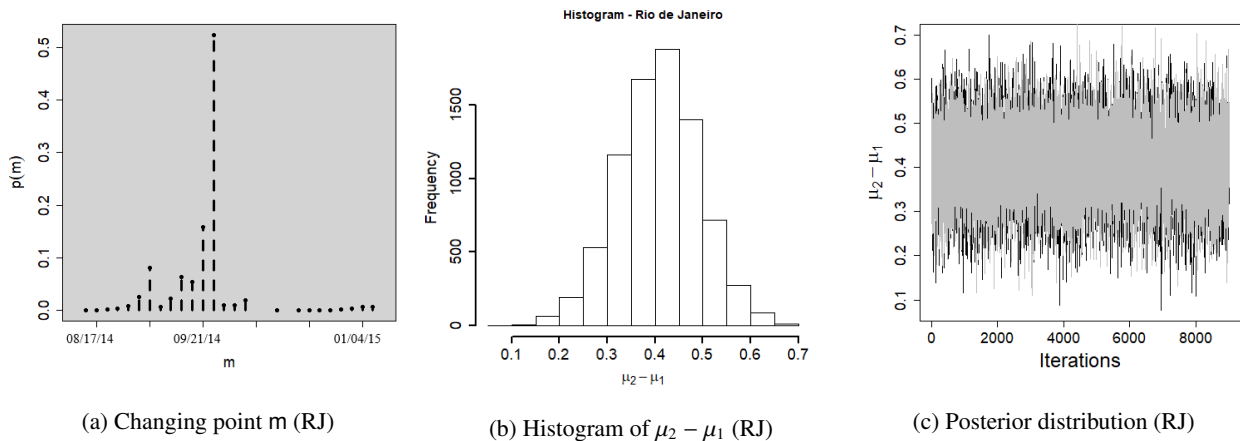 Histogram - Rio de Janeiro
p(m)
0.0
0.1
0.2
0.3
0.4
0.5
08/17/14
09/21/14
01/04/15
m
Frequency
0
500
1000
1500
0.1 0.2 0.3 0.4 0.5 0.6 0.7
μ₂ − μ₁
μ₂ − μ₁
0.1
0.2
0.3
0.4
0.5
0.6
0.7
0 2000 4000 6000 8000
Iterations
(a) Changing point m (RJ)
(b) Histogram of μ₂ − μ₁ (RJ)
(c) Posterior distribution (RJ)